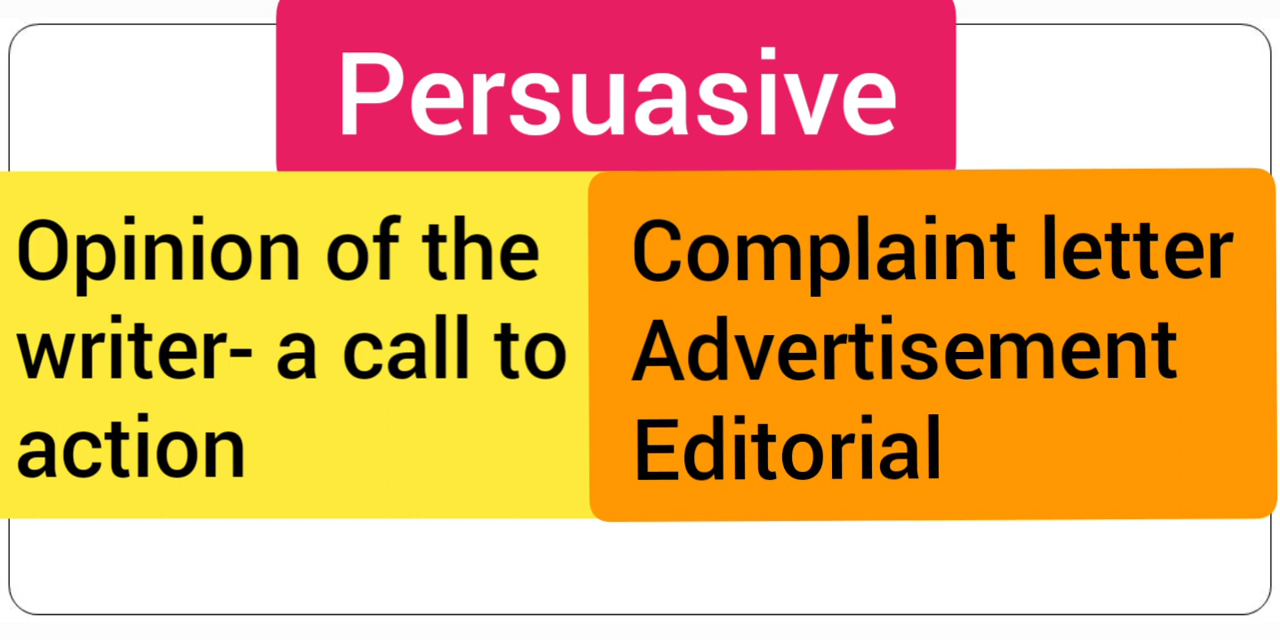 Persuasive
Opinion of the
writer- a call to
action
Complaint letter
Advertisement
Editorial